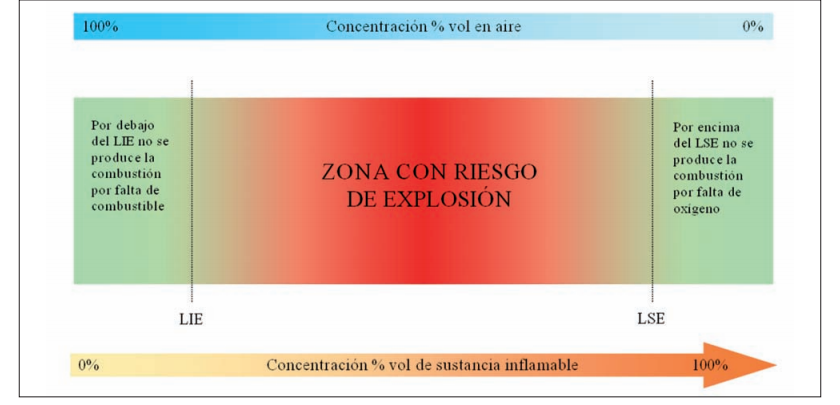 100% Concentración % vol en aire 0%
Por debajo
del LIE no se
produce la
combustión
por falta de
combustible
ZONA CON RIESGO
DE EXPLOSIÓN
Por encima
del LSE no se
produce la
combustión
por falta de
oxígeno
LIE
LSE
0% Concentración % vol de sustancia inflamable 100%